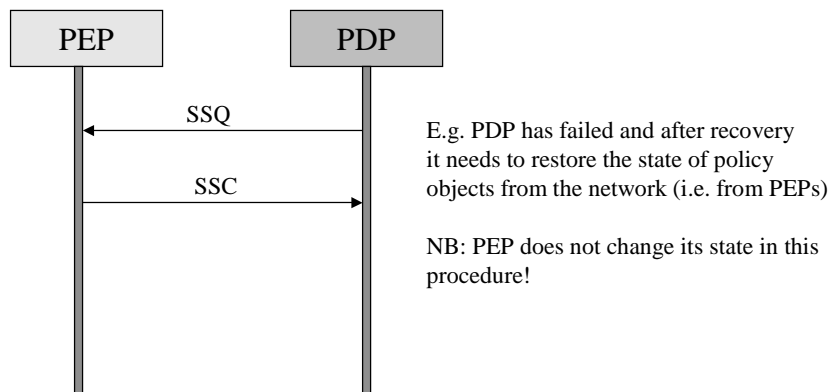 PEP
PDP
SSQ
SSC
E.g. PDP has failed and after recovery
it needs to restore the state of policy
objects from the network (i.e. from PEPs)
NB: PEP does not change its state in this
procedure!